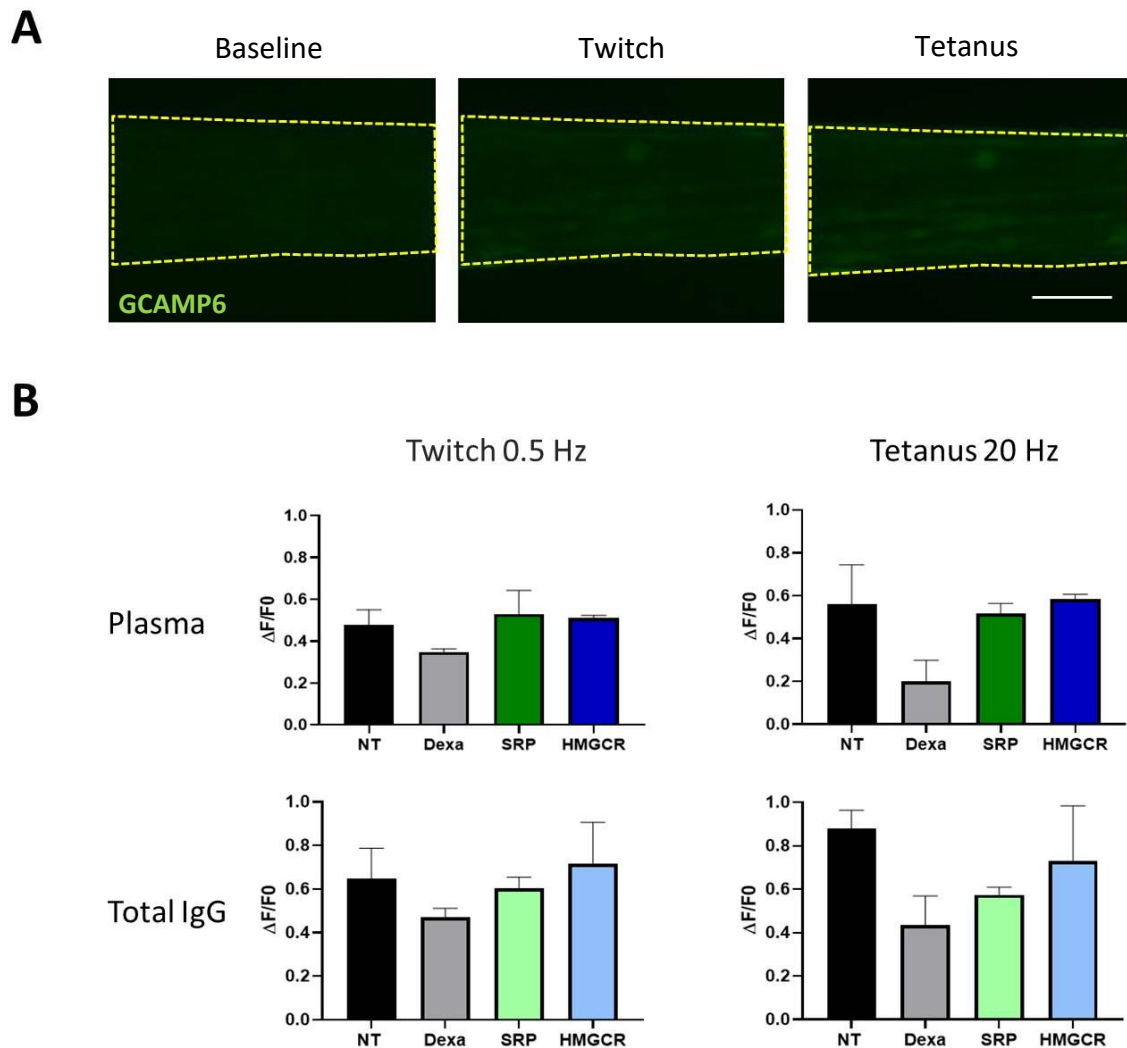 A
Baseline Twitch Tetanus
GCAMP6
B
Twitch 0.5 Hz Tetanus 20 Hz
Plasma
ΔF/F0
1.0
0.8
0.6
0.4
0.2
0.0
NT Dexa SRP HMGCR
ΔF/F0
1.0
0.8
0.6
0.4
0.2
0.0
NT Dexa SRP HMGCR
Total IgG
ΔF/F0
1.0
0.8
0.6
0.4
0.2
0.0
NT Dexa SRP HMGCR
ΔF/F0
1.0
0.8
0.6
0.4
0.2
0.0
NT Dexa SRP HMGCR